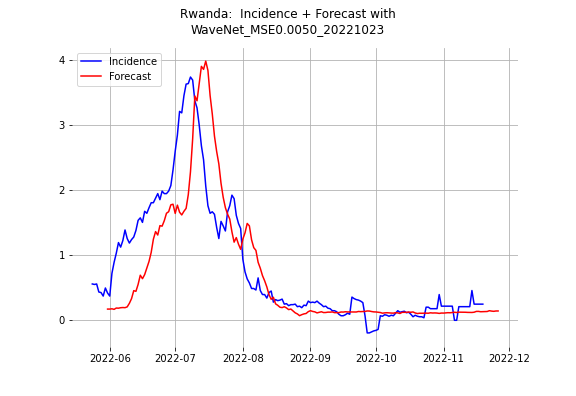 Rwanda:  Incidence + Forecast with
WaveNet_MSE0.0050_20221023
Incidence
Forecast
4
3
2
1
0
2022-06 2022-07 2022-08 2022-09 2022-10 2022-11 2022-12